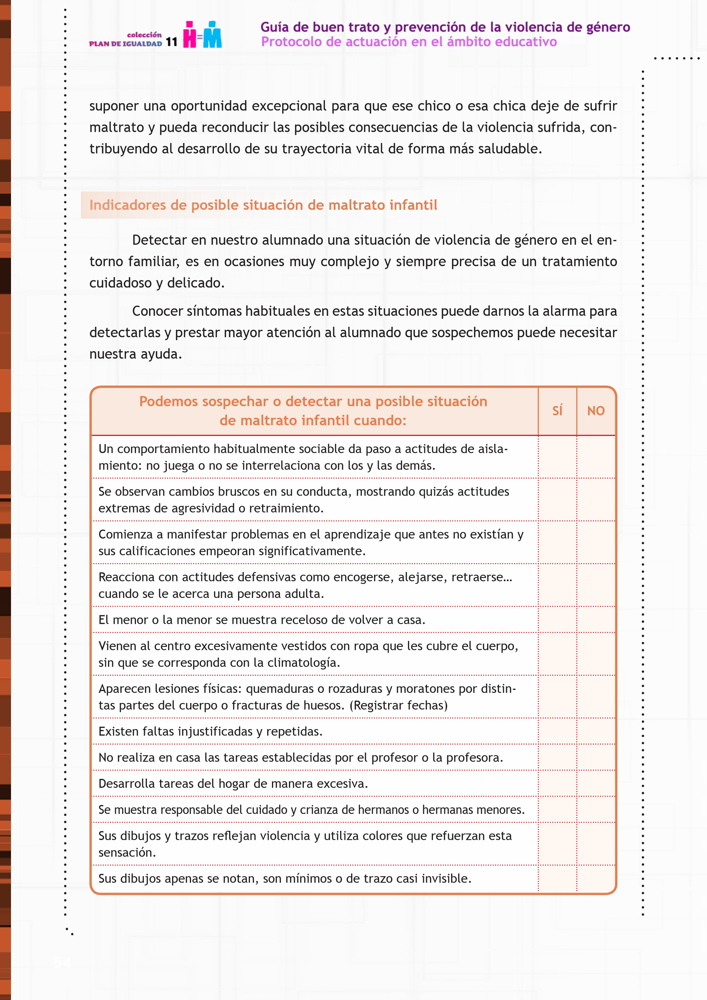 colección
PLAN DE IGUALDAD 11
H=M
Guía de buen trato y prevención de la violencia de género
Protocolo de actuación en el ámbito educativo
suponer una oportunidad excepcional para que ese chico o esa chica deje de sufrir
maltrato y pueda reconducir las posibles consecuencias de la violencia sufrida, con-
tribuyendo al desarrollo de su trayectoria vital de forma más saludable.
Indicadores de posible situación de maltrato infantil
Detectar en nuestro alumnado una situación de violencia de género en el en-
torno familiar, es en ocasiones muy complejo y siempre precisa de un tratamiento
cuidadoso y delicado.
Conocer síntomas habituales en estas situaciones puede darnos la alarma para
detectarlas y prestar mayor atención al alumnado que sospechemos puede necesitar
nuestra ayuda.
Podemos sospechar o detectar una posible situación
de maltrato infantil cuando:
SÍ
NO
Un comportamiento habitualmente sociable da paso a actitudes de aisla-
miento: no juega o no se interrelaciona con los y las demás.
Se observan cambios bruscos en su conducta, mostrando quizás actitudes
extremas de agresividad o retraimiento.
Comienza a manifestar problemas en el aprendizaje que antes no existían y
sus calificaciones empeoran significativamente.
Reacciona con actitudes defensivas como encogerse, alejarse, retraerse...
cuando se le acerca una persona adulta.
El menor o la menor se muestra receloso de volver a casa.
Vienen al centro excesivamente vestidos con ropa que les cubre el cuerpo,
sin que se corresponda con la climatología.
Aparecen lesiones físicas: quemaduras o rozaduras y moratones por distin-
tas partes del cuerpo o fracturas de huesos. (Registrar fechas)
Existen faltas injustificadas y repetidas.
No realiza en casa las tareas establecidas por el profesor o la profesora.
Desarrolla tareas del hogar de manera excesiva.
Se muestra responsable del cuidado y crianza de hermanos o hermanas menores.
Sus dibujos y trazos reflejan violencia y utiliza colores que refuerzan esta
sensación.
Sus dibujos apenas se notan, son mínimos o de trazo casi invisible.
54